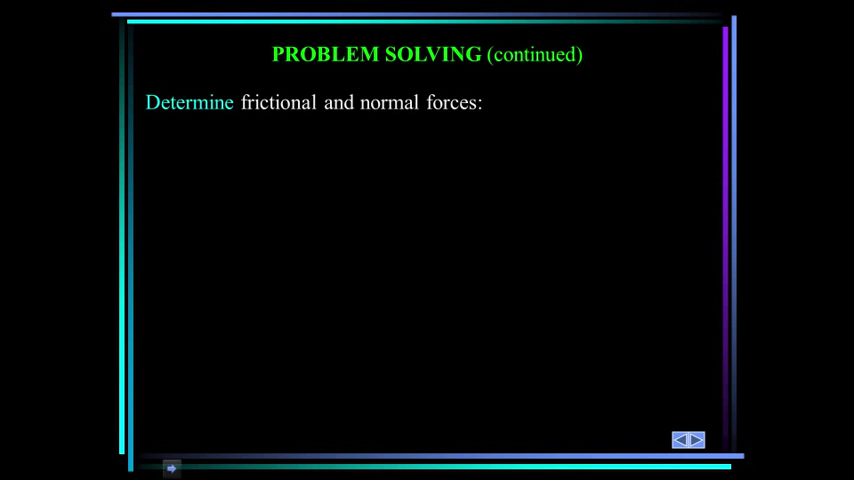 PROBLEM SOLVING (continued)
Determine frictional and normal forces: